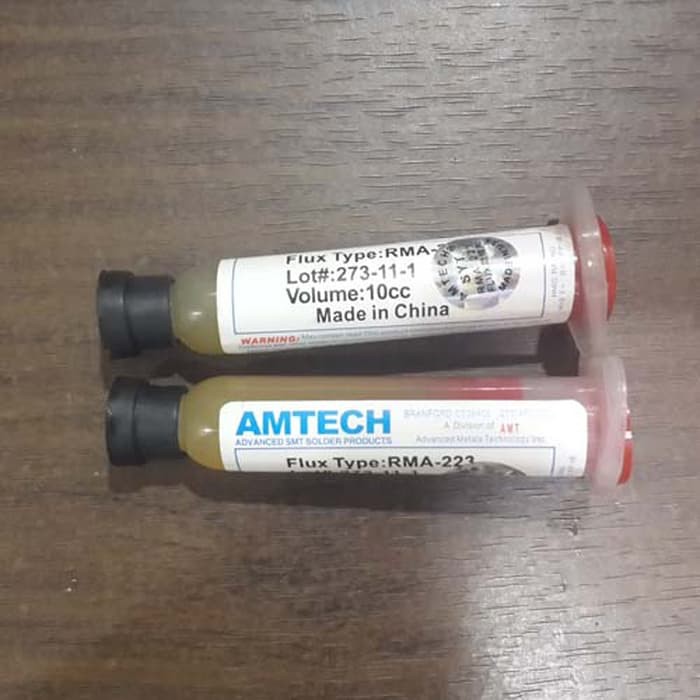 Flux Type:RMA-
Lot#:273-11-1
Volume:10cc
Made in China
WARNING:
AMTECH
ADVANCED SMT SOLDER PRODUCTS
BRANFORD
A Division of AMT
Advanced Metals Technology Inc.
Flux Type:RMA-223